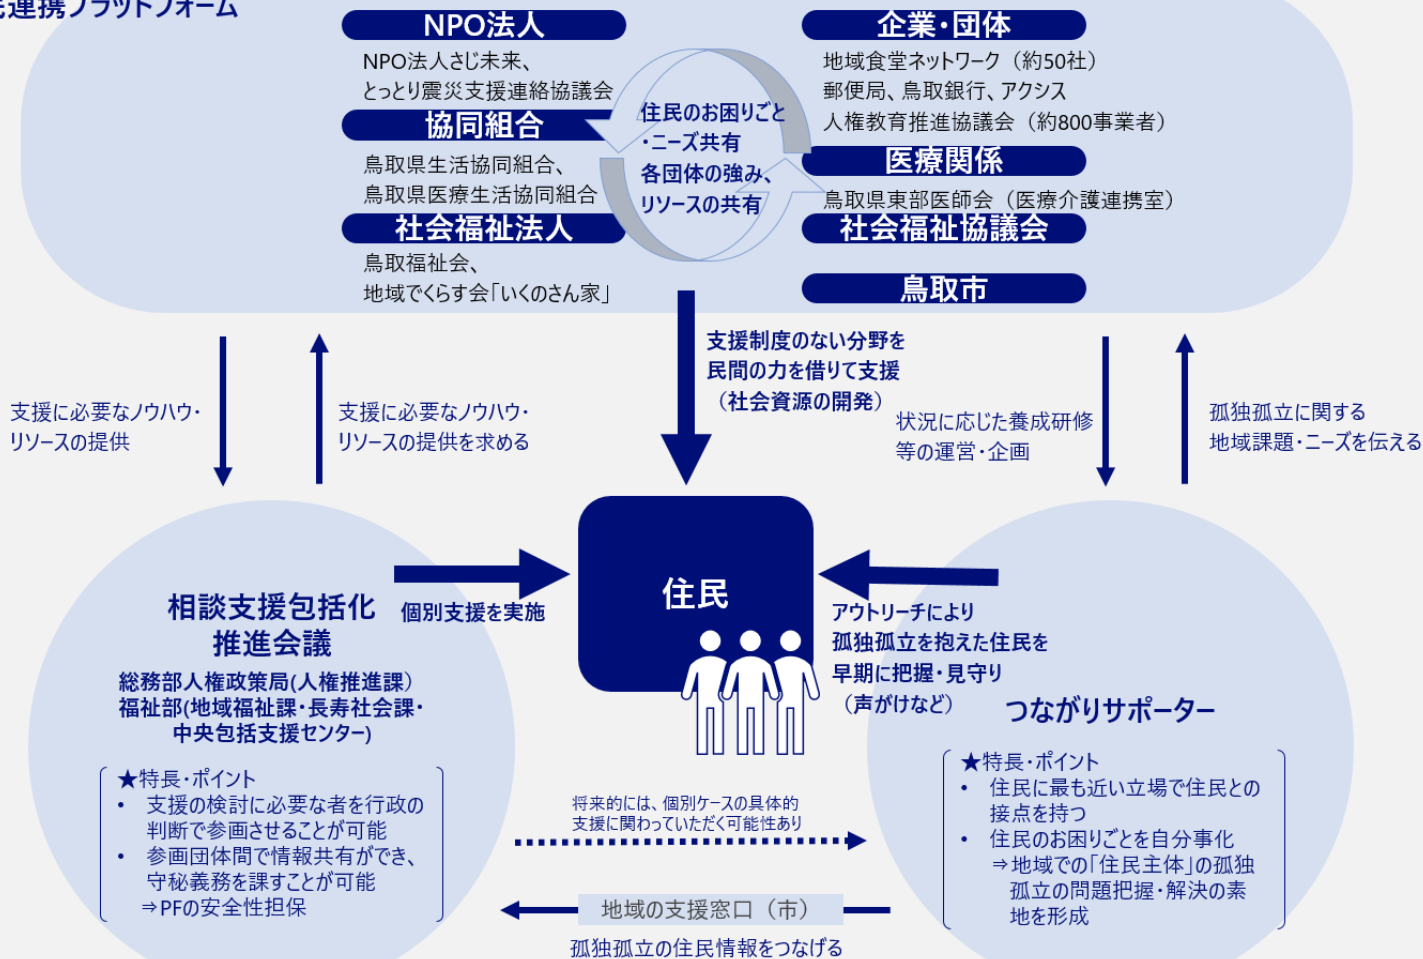 民連携プラットフォーム
NPO法人
NPO法人さじ未来、
とっとり震災支援連絡協議会
協同組合
鳥取県生活協同組合、
鳥取県医療生活協同組合
社会福祉法人
鳥取福祉会、
地域でくらす会「いくのさん家」
住民のお困りごと
・ニーズ共有
各団体の強み、
リソースの共有
企業・団体
地域食堂ネットワーク（約50社）
郵便局、鳥取銀行、アクシス
人権教育推進協議会（約800事業者）
医療関係
鳥取県東部医師会（医療介護連携室）
社会福祉協議会
鳥取市
支援に必要なノウハウ・
リソースの提供
支援に必要なノウハウ・
リソースの提供を求める
支援制度のない分野を
民間の力を借りて支援
（社会資源の開発）
状況に応じた養成研修
等の運営・企画
孤独孤立に関する
地域課題・ニーズを伝える
相談支援包括化
推進会議
総務部人権政策局(人権推進課）
福祉部(地域福祉課・長寿社会課・
中央包括支援センター)
★特長・ポイント
• 支援の検討に必要な者を行政の
判断で参画させることが可能
• 参画団体間で情報共有ができ、
守秘義務を課すことが可能
⇒PFの安全性担保
個別支援を実施
住民
アウトリーチにより
孤独孤立を抱えた住民を
早期に把握・見守り
（声がけなど）
つながりサポーター
★特長・ポイント
• 住民に最も近い立場で住民との
接点を持つ
• 住民のお困りごとを自分事化
⇒地域での「住民主体」の孤独
孤立の問題把握・解決の素
地を形成
将来的には、個別ケースの具体的
支援に関わっていただく可能性あり
地域の支援窓口（市）
孤独孤立の住民情報をつなげる